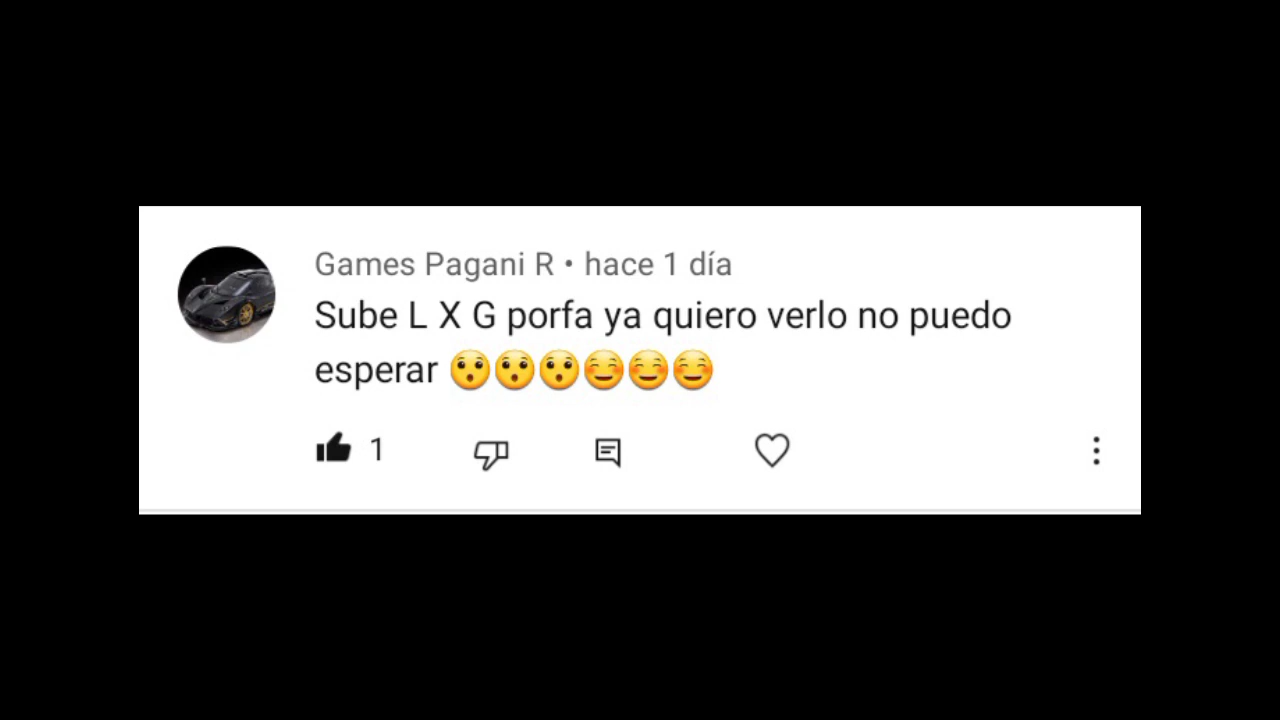 Games Pagani R • hace 1 día
Sube L X G porfa ya quiero verlo no puedo
esperar 😯😯😯😊😊😊
1